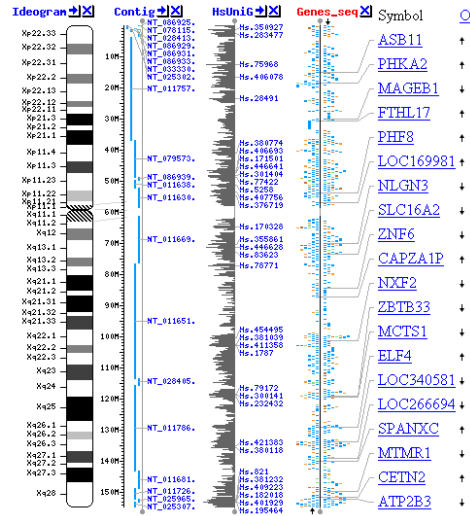 Ideogram
Xp22.33
Xp22.32
Xp22.31
Xp22.2
Xp22.13
Xp22.12
Xp22.11
Xp21.3
Xp21.2
Xp21.1
Xp11.4
Xp11.3
Xp11.23
Xp11.22
Xp11.21
Xp11.1
Xq11.1
Xq11.2
Xq12
Xq13.1
Xq13.2
Xq13.3
Xq21.1
Xq21.2
Xq21.31
Xq21.32
Xq21.33
Xq22.1
Xq22.2
Xq22.3
Xq23
Xq24
Xq25
Xq26.1
Xq26.2
Xq26.3
Xq27.1
Xq27.2
Xq27.3
Xq28
Contig
10M
20M
30M
40M
50M
60M
70M
80M
90M
100M
110M
120M
130M
140M
150M
NT_086925.
NT_078115.
NT_028413.
NT_086929.
NT_086931.
NT_086933.
NT_033330.
NT_025302.
NT_011757.
NT_079573.
NT_086939.
NT_011638.
NT_011630.
NT_011669.
NT_011651.
NT_028405.
NT_011786.
NT_011681.
NT_011726.
NT_025965.
NT_025307.
HsUniG
Hs.350927
Hs.283477
Hs.75968
Hs.406078
Hs.28491
Hs.380774
Hs.406693
Hs.171501
Hs.446641
Hs.301404
Hs.77422
Hs.5258
Hs.407756
Hs.376719
Hs.170328
Hs.355861
Hs.446628
Hs.83623
Hs.78771
Hs.454495
Hs.381039
Hs.411358
Hs.1787
Hs.79172
Hs.300141
Hs.232432
Hs.421383
Hs.380118
Hs.821
Hs.381232
Hs.409223
Hs.182018
Hs.401929
Hs.195464
Genes_seq
Symbol O
ASB11
PHKA2
MAGEB1
FTHL17
PHF8
LOC169981
NLGN3
SLC16A2
ZNF6
CAPZA1P
NXF2
ZBTB33
MCTS1
ELF4
LOC340581
LOC266694
SPANXC
MTMR1
CETN2
ATP2B3